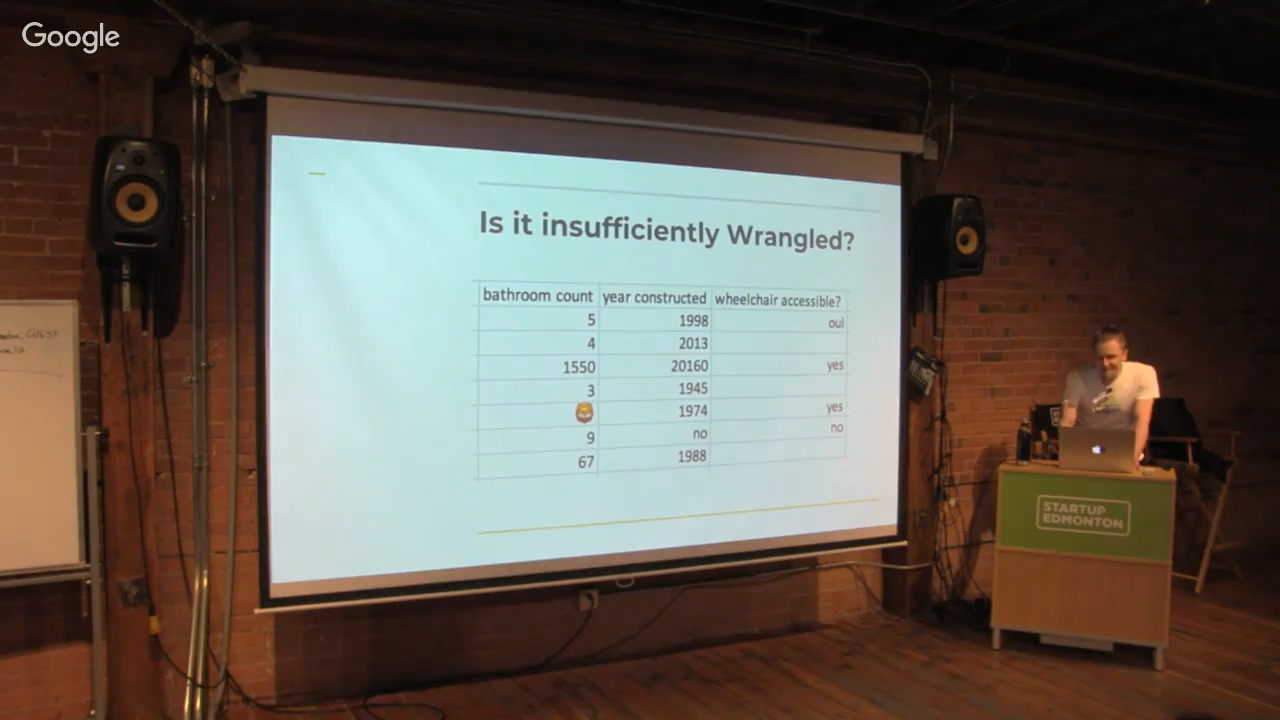 Google
Is it insufficiently Wrangled?
bathroom count year constructed wheelchair accessible?
5 1998 oui
4 2013
1550 20160 yes
3 1945
1974 yes
9 no no
67 1988
STARTUP
EDMONTON